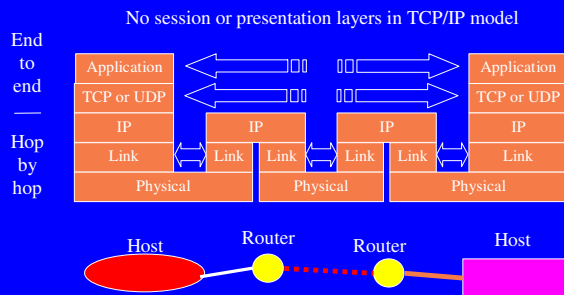 No session or presentation layers in TCP/IP model
End
to
end
Application
Application
TCP or UDP
TCP or UDP
Hop
by
hop
IP
IP
IP
IP
Link
Link
Link
Link
Link
Link
Physical
Physical
Physical
Host
Router
Router
Host